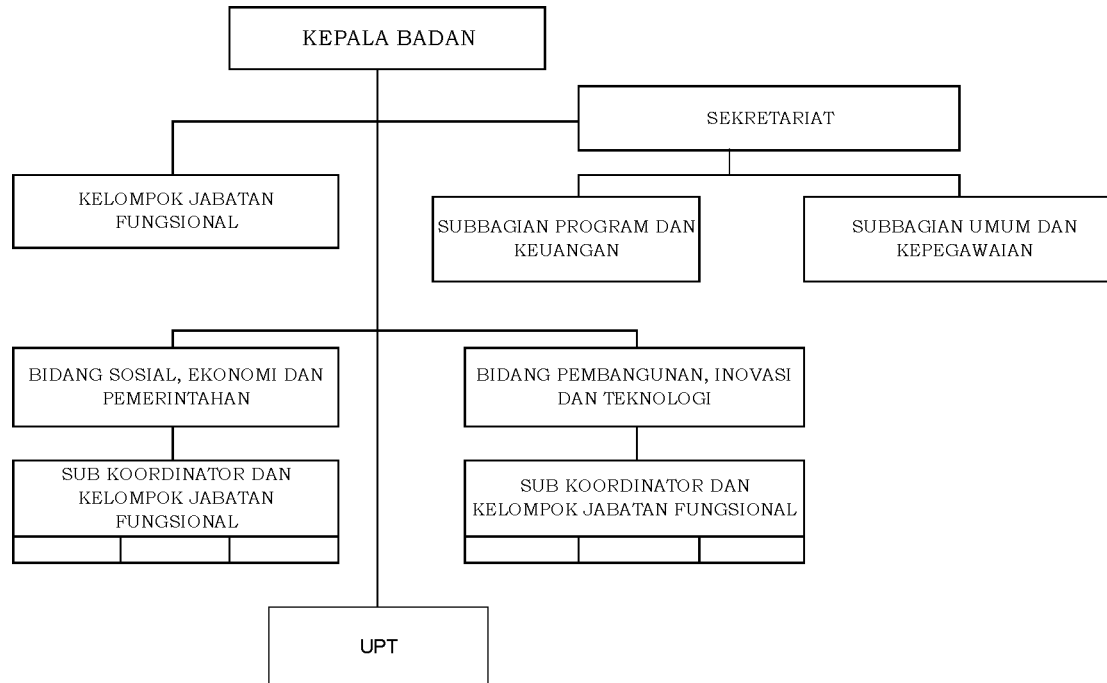 KEPALA BADAN
SEKRETARIAT
KELOMPOK JABATAN
FUNGSIONAL
SUBBAGIAN PROGRAM DAN
KEUANGAN
SUBBAGIAN UMUM DAN
KEPEGAWAIAN
BIDANG SOSIAL, EKONOMI DAN
PEMERINTAHAN
BIDANG PEMBANGUNAN, INOVASI
DAN TEKNOLOGI
SUB KOORDINATOR DAN
KELOMPOK JABATAN
FUNGSIONAL
SUB KOORDINATOR DAN
KELOMPOK JABATAN FUNGSIONAL
UPT